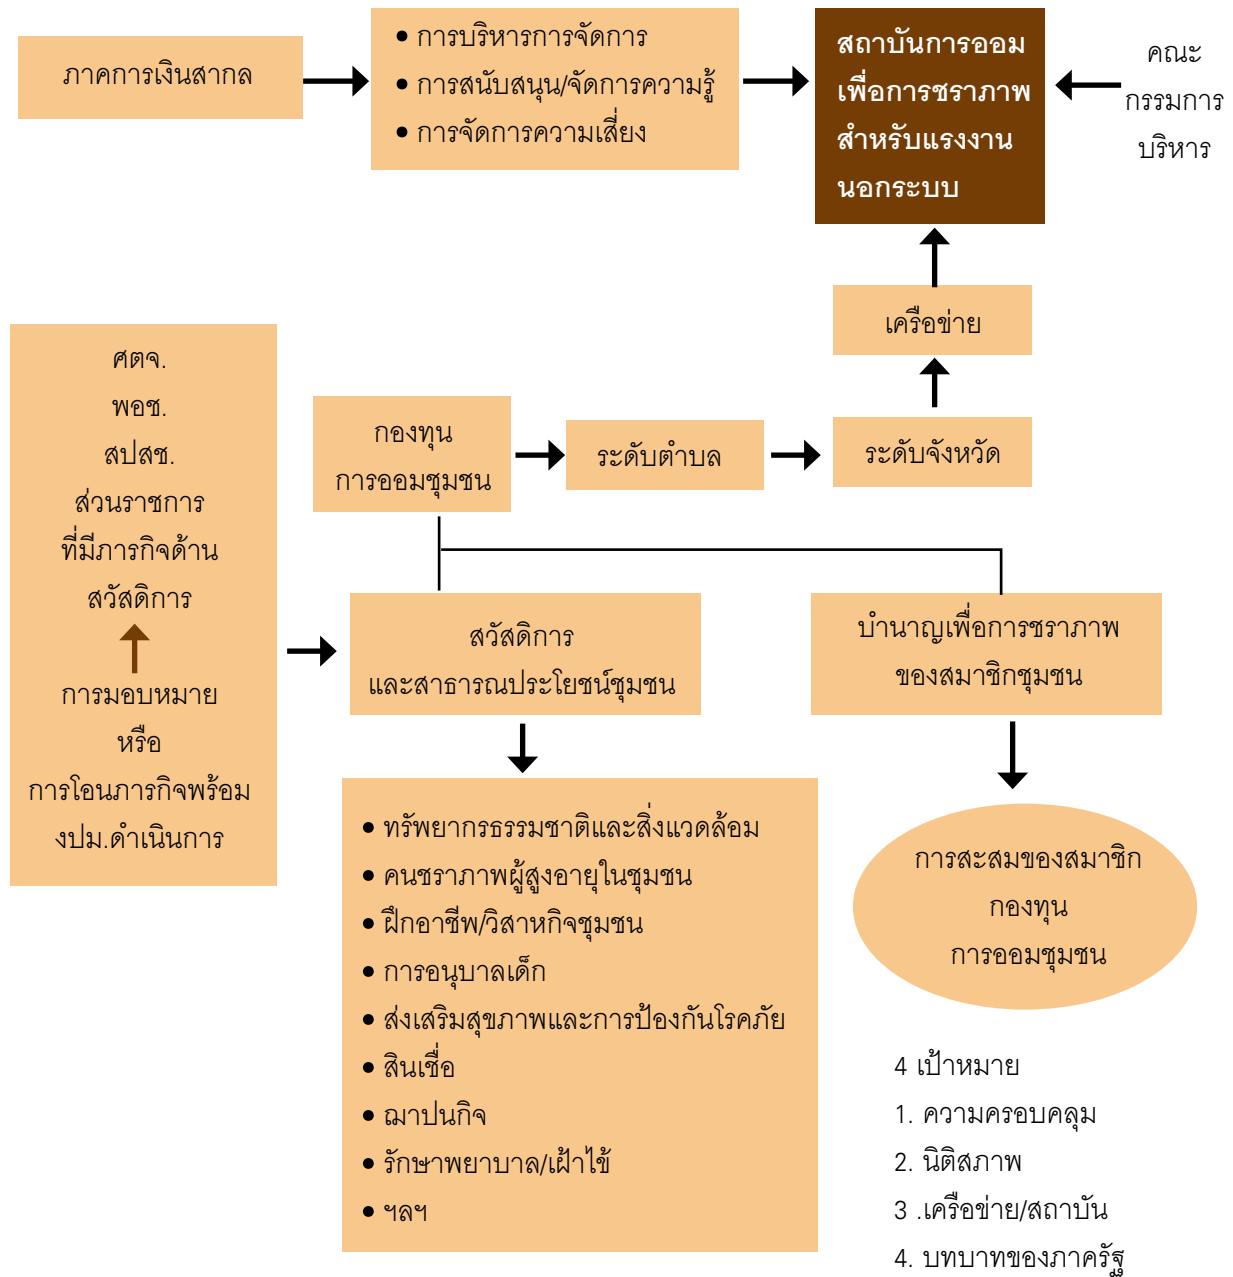 ภาคการเงินสากล
• การบริหารการจัดการ
• การสนับสนุน/จัดการความรู้
• การจัดการความเสี่ยง
สถาบันการออม
เพื่อการชราภาพ
สำหรับแรงงาน
นอกระบบ
คณะ
กรรมการ
บริหาร
เครือข่าย
ศตจ.
พอช.
สปสช.
ส่วนราชการ
ที่มีภารกิจด้าน
สวัสดิการ
การมอบหมาย
หรือ
การโอนภารกิจพร้อม
งปม.ดำเนินการ
กองทุน
การออมชุมชน
ระดับตำบล
ระดับจังหวัด
สวัสดิการ
และสาธารณประโยชน์ชุมชน
บำนาญเพื่อการชราภาพ
ของสมาชิกชุมชน
• ทรัพยากรธรรมชาติและสิ่งแวดล้อม
• คนชราภาพผู้สูงอายุในชุมชน
• ฝึกอาชีพ/วิสาหกิจชุมชน
• การอนุบาลเด็ก
• ส่งเสริมสุขภาพและการป้องกันโรคภัย
• สินเชื่อ
• ฌาปนกิจ
• รักษาพยาบาล/เฝ้าไข้
• ฯลฯ
การสะสมของสมาชิก
กองทุน
การออมชุมชน
4 เป้าหมาย
1. ความครอบคลุม
2. นิติสภาพ
3 .เครือข่าย/สถาบัน
4. บทบาทของภาครัฐ